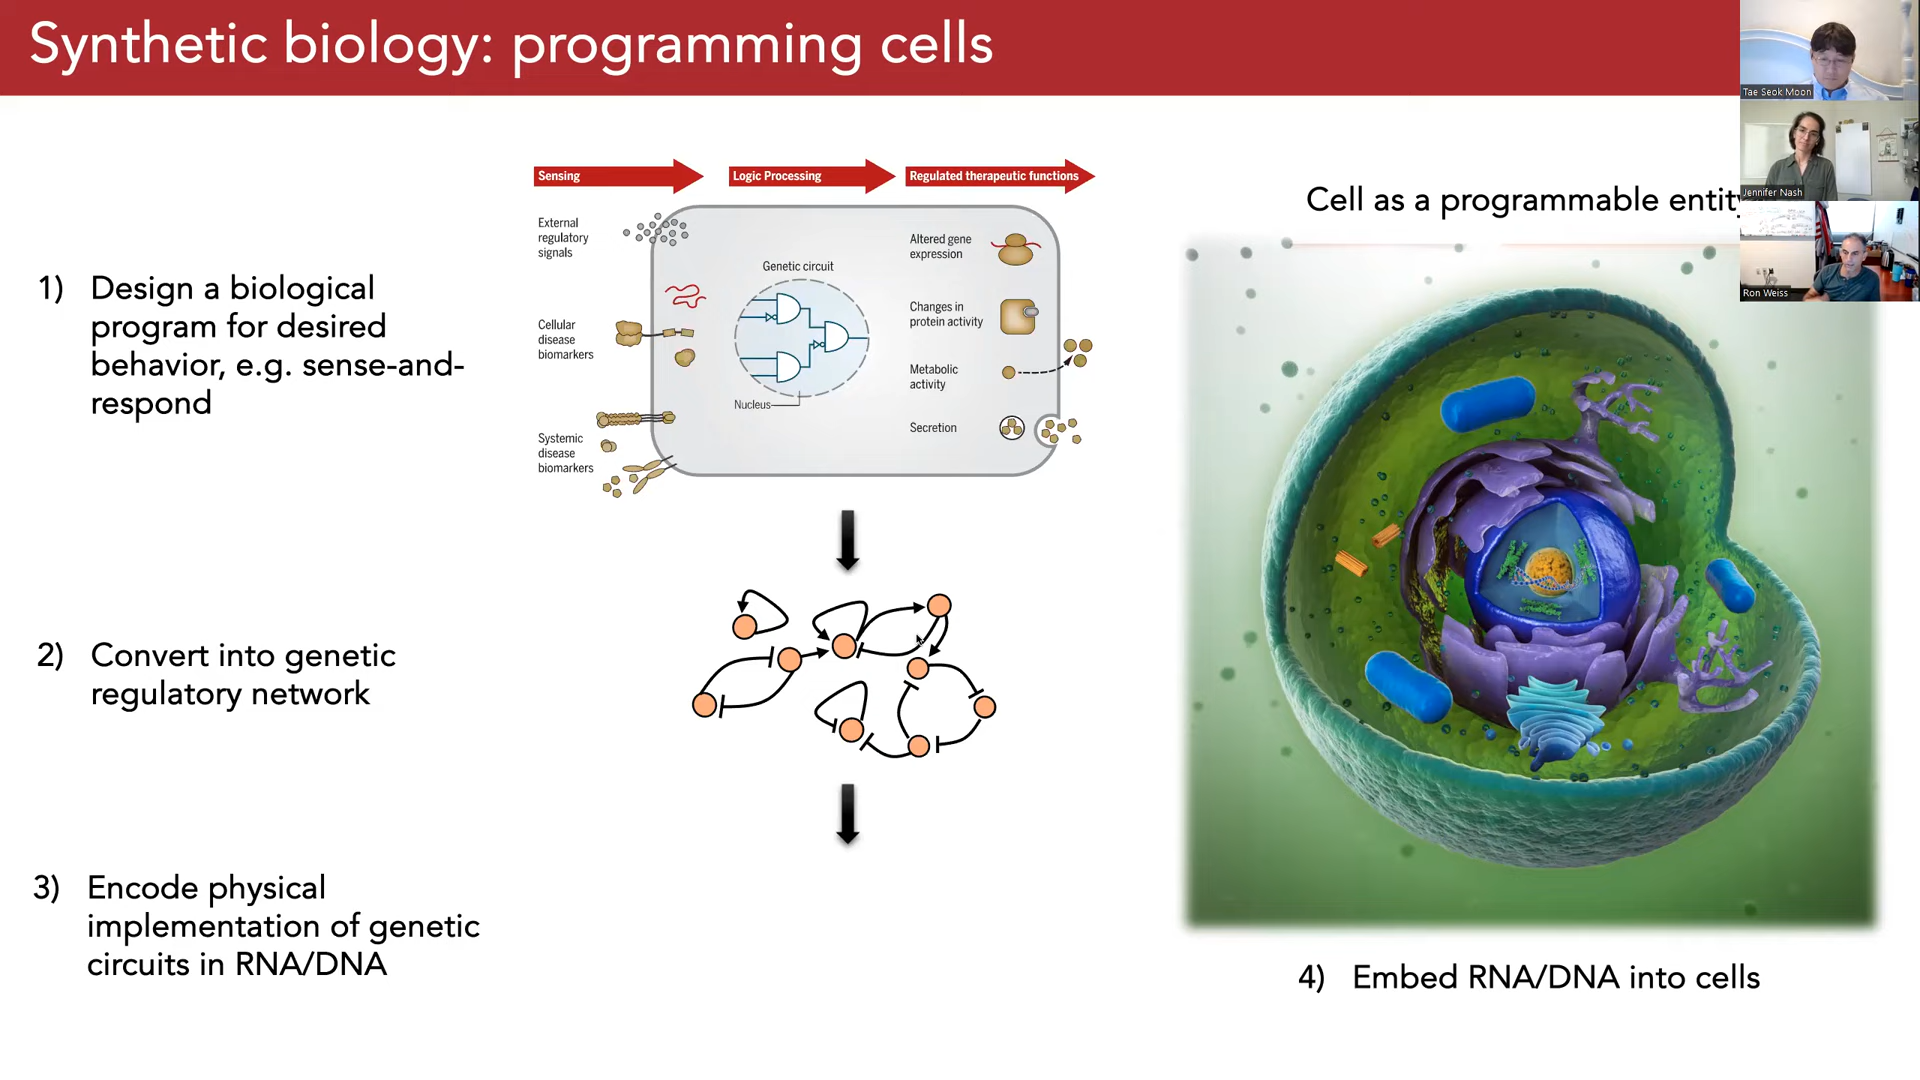 Synthetic biology: programming cells
Tae Seok Moon
Jennifer Nash
Ron Weiss
1) Design a biological
program for desired
behavior, e.g. sense-and-
respond
Sensing
Logic Processing
Regulated therapeutic functions
External
regulatory
signals
Cellular
disease
biomarkers
Systemic
disease
biomarkers
Genetic circuit
Nucleus
Altered gene
expression
Changes in
protein activity
Metabolic
activity
Secretion
2) Convert into genetic
regulatory network
3) Encode physical
implementation of genetic
circuits in RNA/DNA
Cell as a programmable entity
4) Embed RNA/DNA into cells